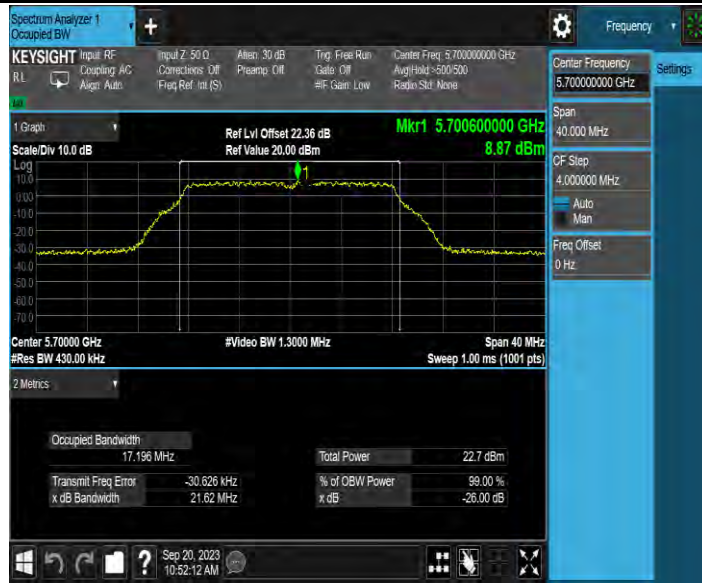 Spectrum Analyzer 1
Occupied BW
+
Frequency
KEYSIGHT
RL
Input: RF
Coupling: AC
Align: Auto
Input Z: 50 Ω
Corrections: Off
Freq Ref: Int (S)
Atten: 30 dB
Preamp: Off
Trig: Free Run
Gate: Off
#IF Gain: Low
Center Freq: 5.700000000 GHz
Avg|Hold:>500/500
Radio Std: None
Center Frequency
5.700000000 GHz
Settings
Span
40.000 MHz
CF Step
4.000000 MHz
Auto
Man
Freq Offset
0 Hz
1 Graph
Scale/Div 10.0 dB
Ref Lvl Offset 22.36 dB
Ref Value 20.00 dBm
Mkr1 5.700600000 GHz
8.87 dBm
Log
10.0
0.00
-10.0
-20.0
-30.0
-40.0
-50.0
-60.0
-70.0
1
Center 5.70000 GHz
#Res BW 430.00 kHz
#Video BW 1.3000 MHz
Span 40 MHz
Sweep 1.00 ms (1001 pts)
2 Metrics
Occupied Bandwidth
17.196 MHz
Total Power 22.7 dBm
Transmit Freq Error -30.626 kHz
% of OBW Power 99.00 %
x dB Bandwidth 21.62 MHz
x dB -26.00 dB
?
Sep 20, 2023
10:52:12 AM